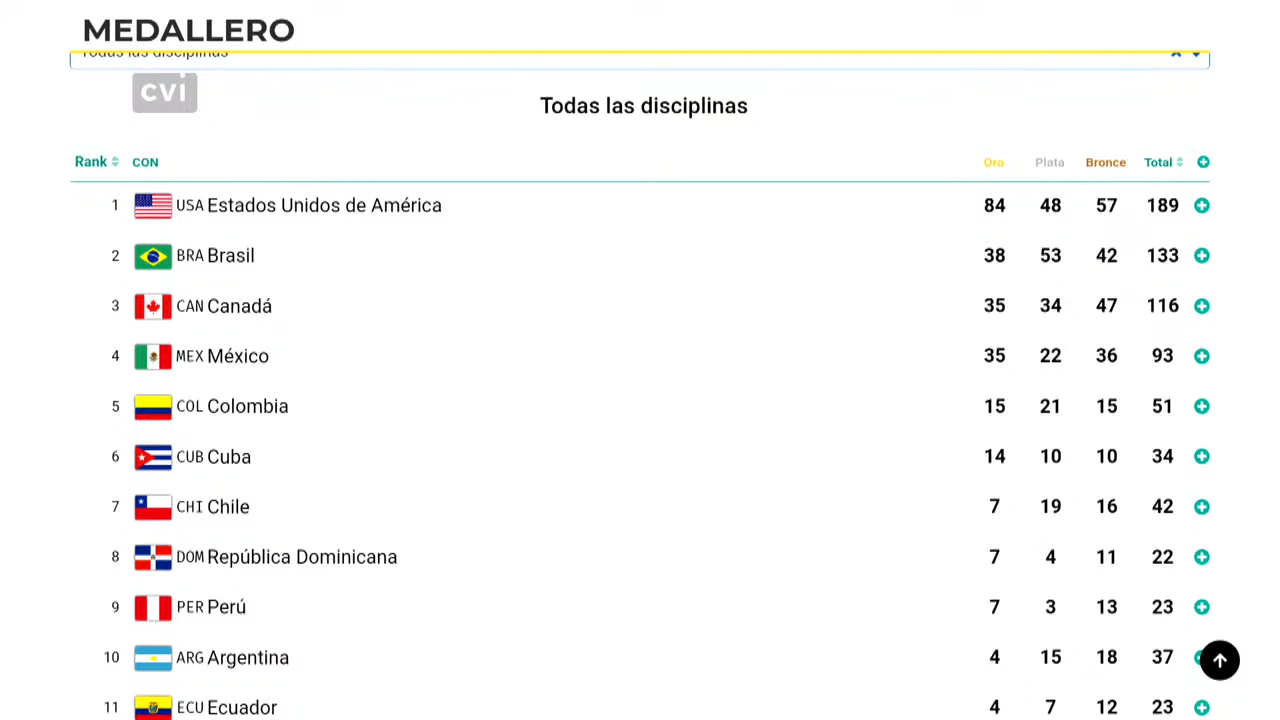 MEDALLERO
Todas las disciplinas
cvi
Todas las disciplinas
Rank CON Oro Plata Bronce Total
1 USA Estados Unidos de América 84 48 57 189
2 BRA Brasil 38 53 42 133
3 CAN Canadá 35 34 47 116
4 MEX México 35 22 36 93
5 COL Colombia 15 21 15 51
6 CUB Cuba 14 10 10 34
7 CHI Chile 7 19 16 42
8 DOM República Dominicana 7 4 11 22
9 PER Perú 7 3 13 23
10 ARG Argentina 4 15 18 37
11 ECU Ecuador 4 7 12 23